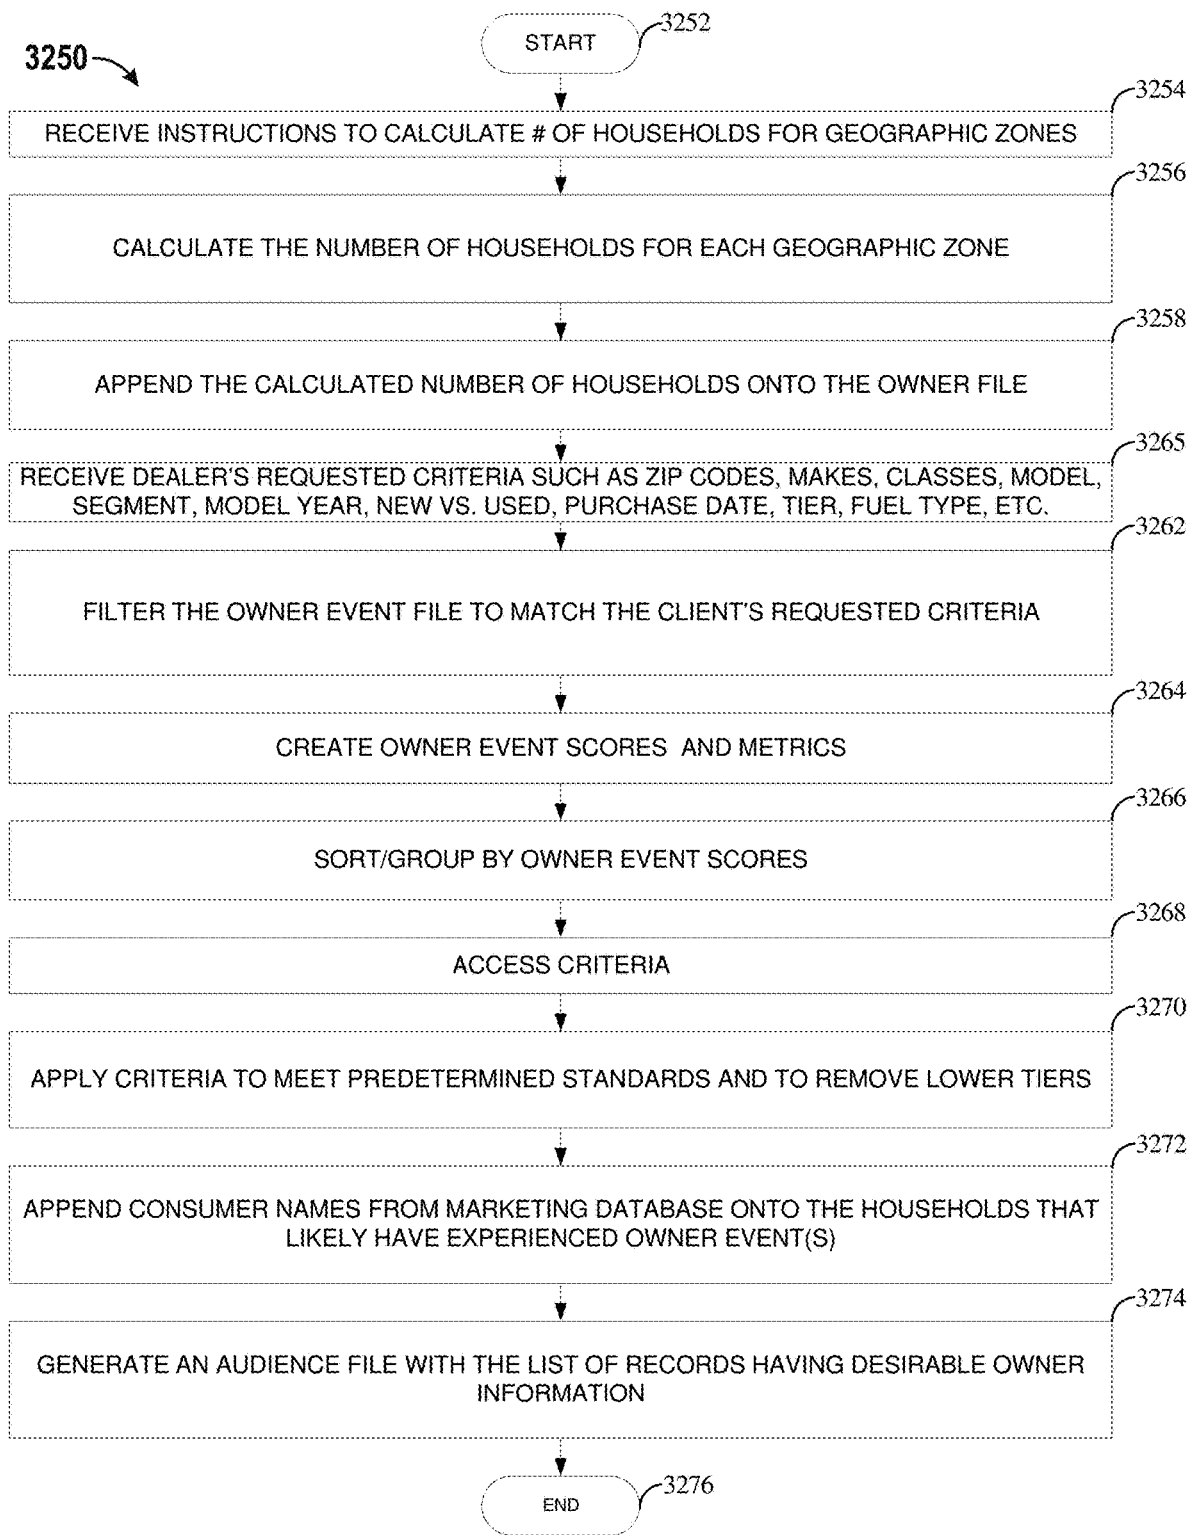 3252
START
3250
3254
RECEIVE INSTRUCTIONS TO CALCULATE # OF HOUSEHOLDS FOR GEOGRAPHIC ZONES
3256
CALCULATE THE NUMBER OF HOUSEHOLDS FOR EACH GEOGRAPHIC ZONE
3258
APPEND THE CALCULATED NUMBER OF HOUSEHOLDS ONTO THE OWNER FILE
3265
RECEIVE DEALER'S REQUESTED CRITERIA SUCH AS ZIP CODES, MAKES, CLASSES, MODEL,
SEGMENT, MODEL YEAR, NEW VS. USED, PURCHASE DATE, TIER, FUEL TYPE, ETC.
3262
FILTER THE OWNER EVENT FILE TO MATCH THE CLIENT'S REQUESTED CRITERIA
3264
CREATE OWNER EVENT SCORES AND METRICS
3266
SORT/GROUP BY OWNER EVENT SCORES
3268
ACCESS CRITERIA
3270
APPLY CRITERIA TO MEET PREDETERMINED STANDARDS AND TO REMOVE LOWER TIERS
3272
APPEND CONSUMER NAMES FROM MARKETING DATABASE ONTO THE HOUSEHOLDS THAT
LIKELY HAVE EXPERIENCED OWNER EVENT(S)
3274
GENERATE AN AUDIENCE FILE WITH THE LIST OF RECORDS HAVING DESIRABLE OWNER
INFORMATION
3276
END